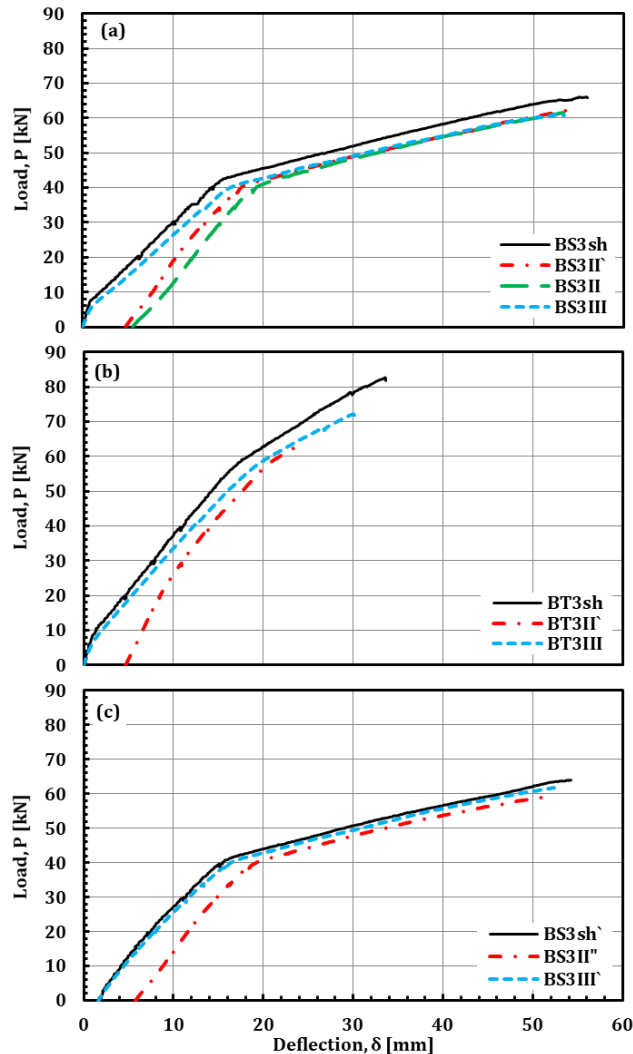 (a)
90
80
70
60
50
40
30
20
10
0
Load, P [kN]
BS3sh
BS3II`
BS3II
BS3III
(b)
90
80
70
60
50
40
30
20
10
0
Load, P [kN]
BT3sh
BT3II`
BT3III
(c)
90
80
70
60
50
40
30
20
10
0
Load, P [kN]
BS3sh`
BS3II"
BS3III`
0 10 20 30 40 50 60
Deflection, δ [mm]